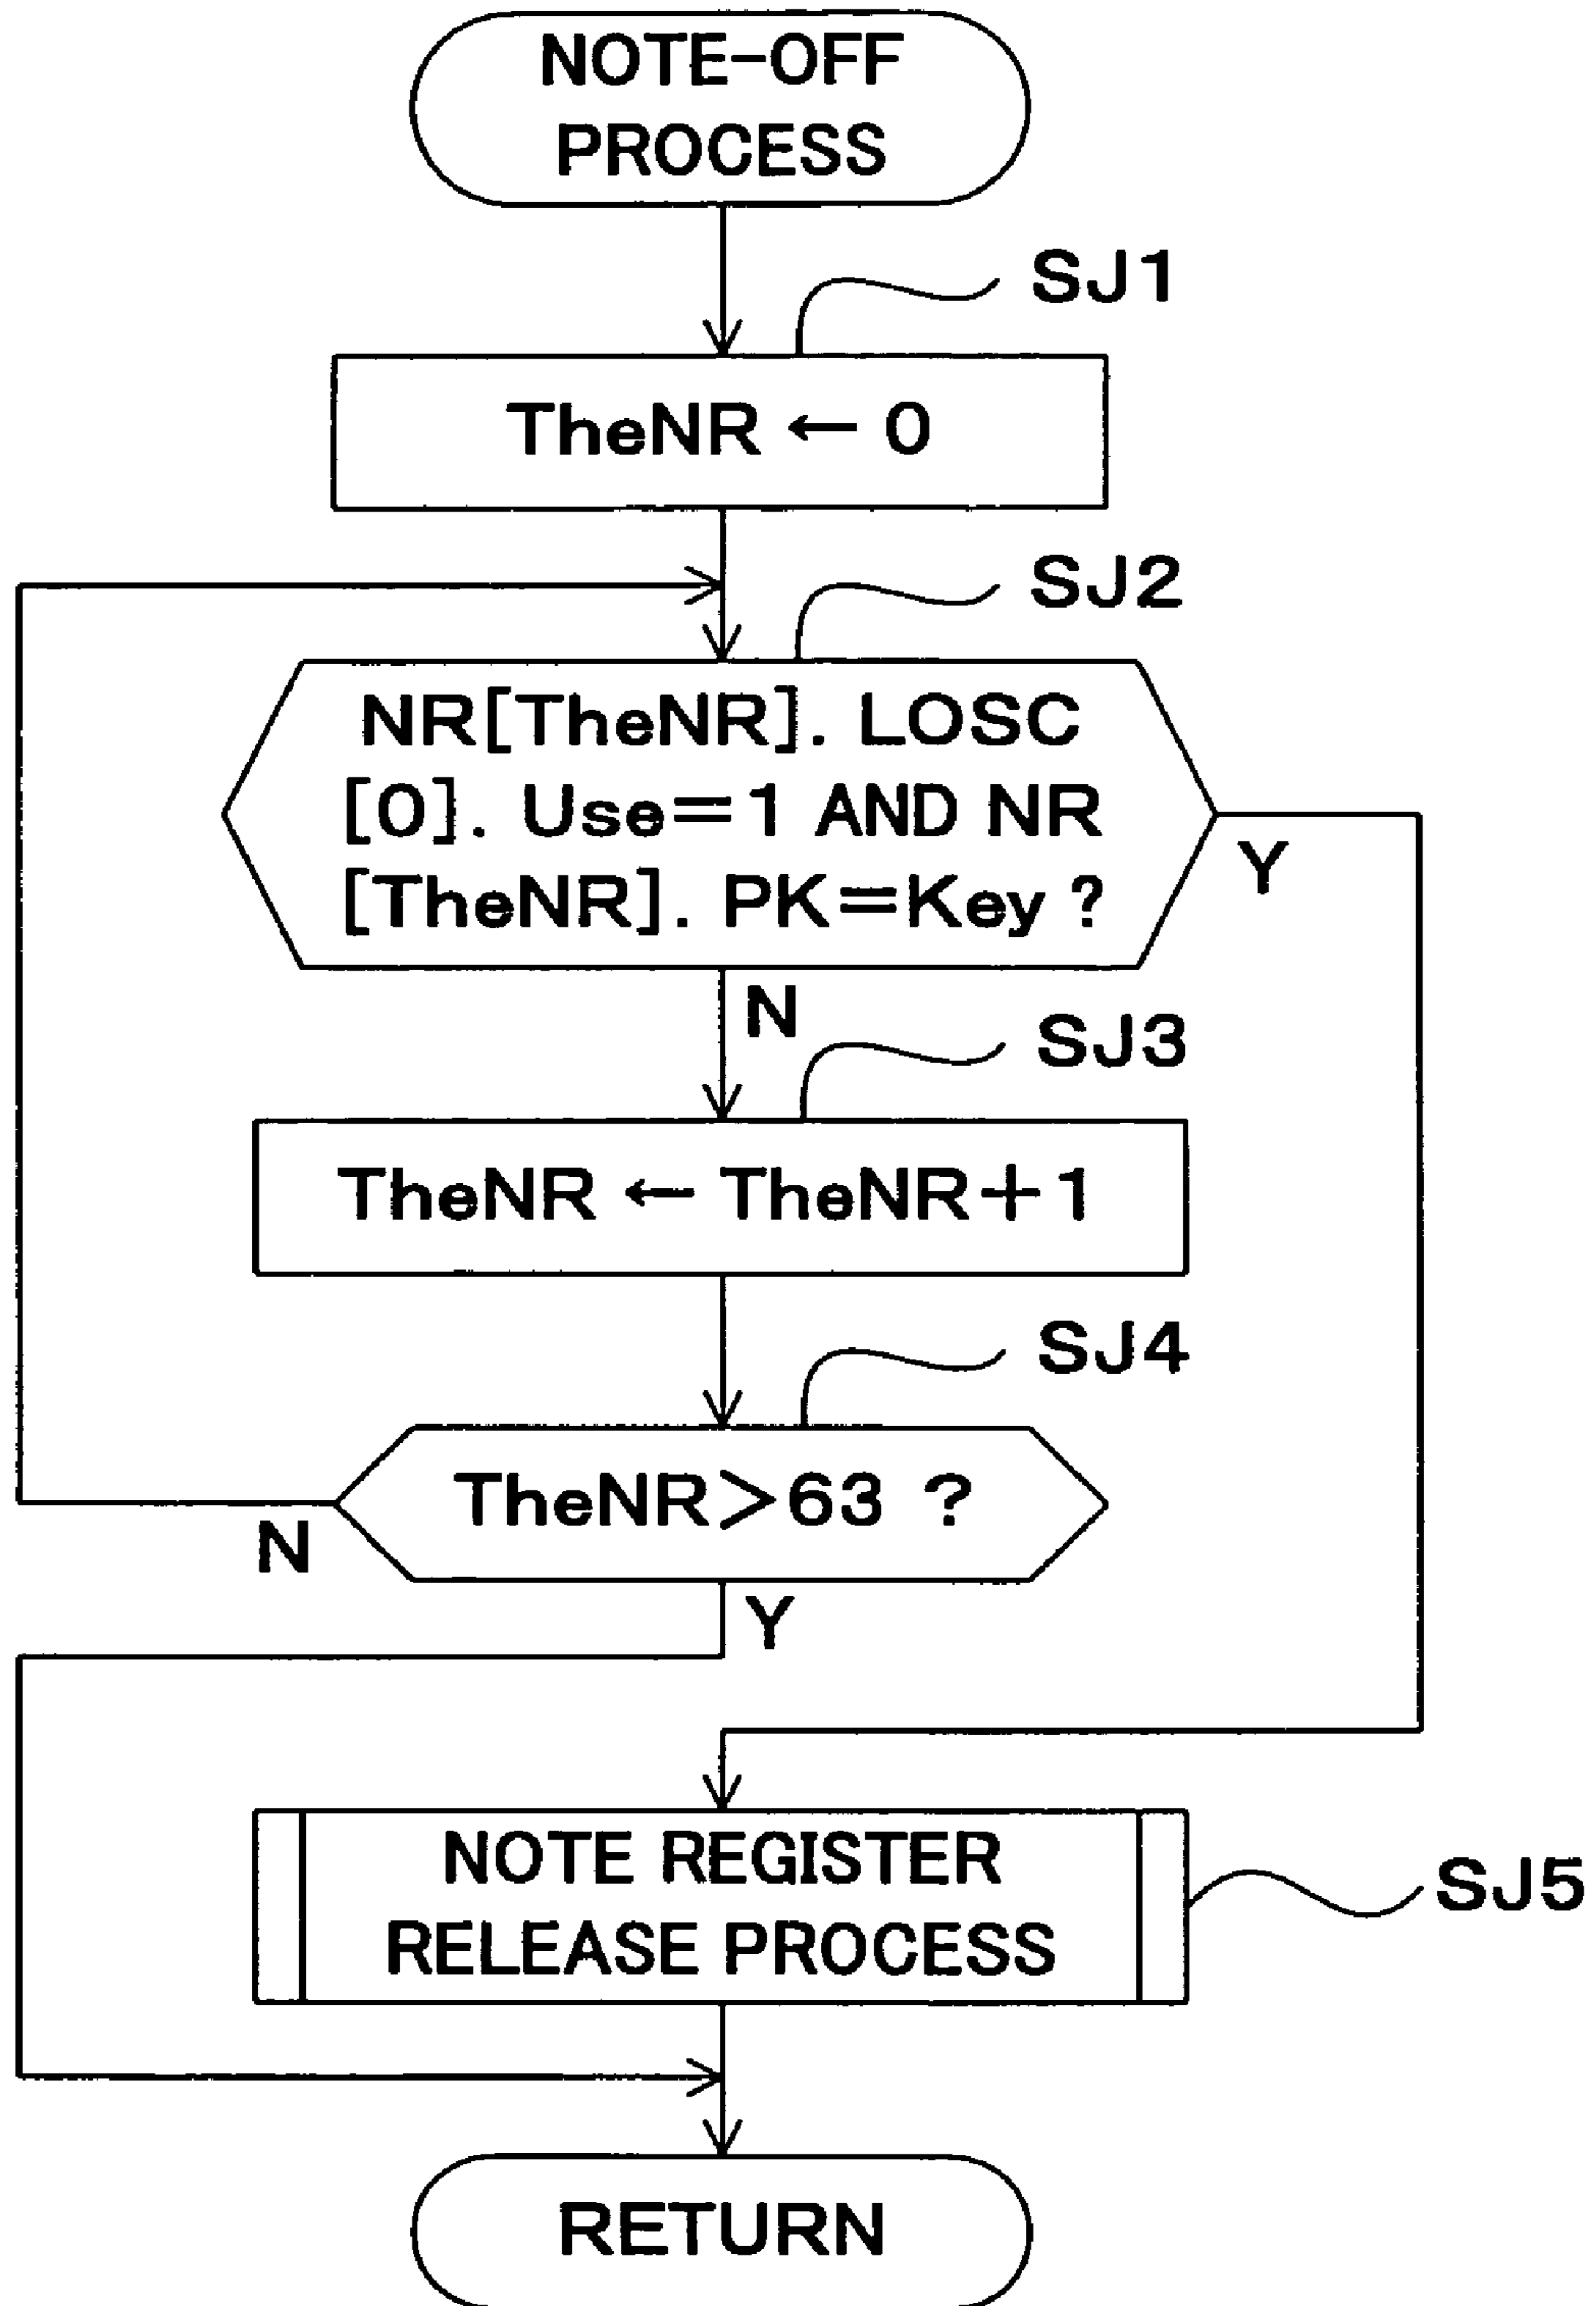 NOTE-OFF
PROCESS
SJ1
TheNR ← 0
SJ2
NR[TheNR]. LOSC
[0]. Use=1 AND NR
[TheNR]. PK=Key ?
Y
N
SJ3
TheNR ← TheNR+1
SJ4
TheNR>63 ?
N
Y
NOTE REGISTER
RELEASE PROCESS
SJ5
RETURN